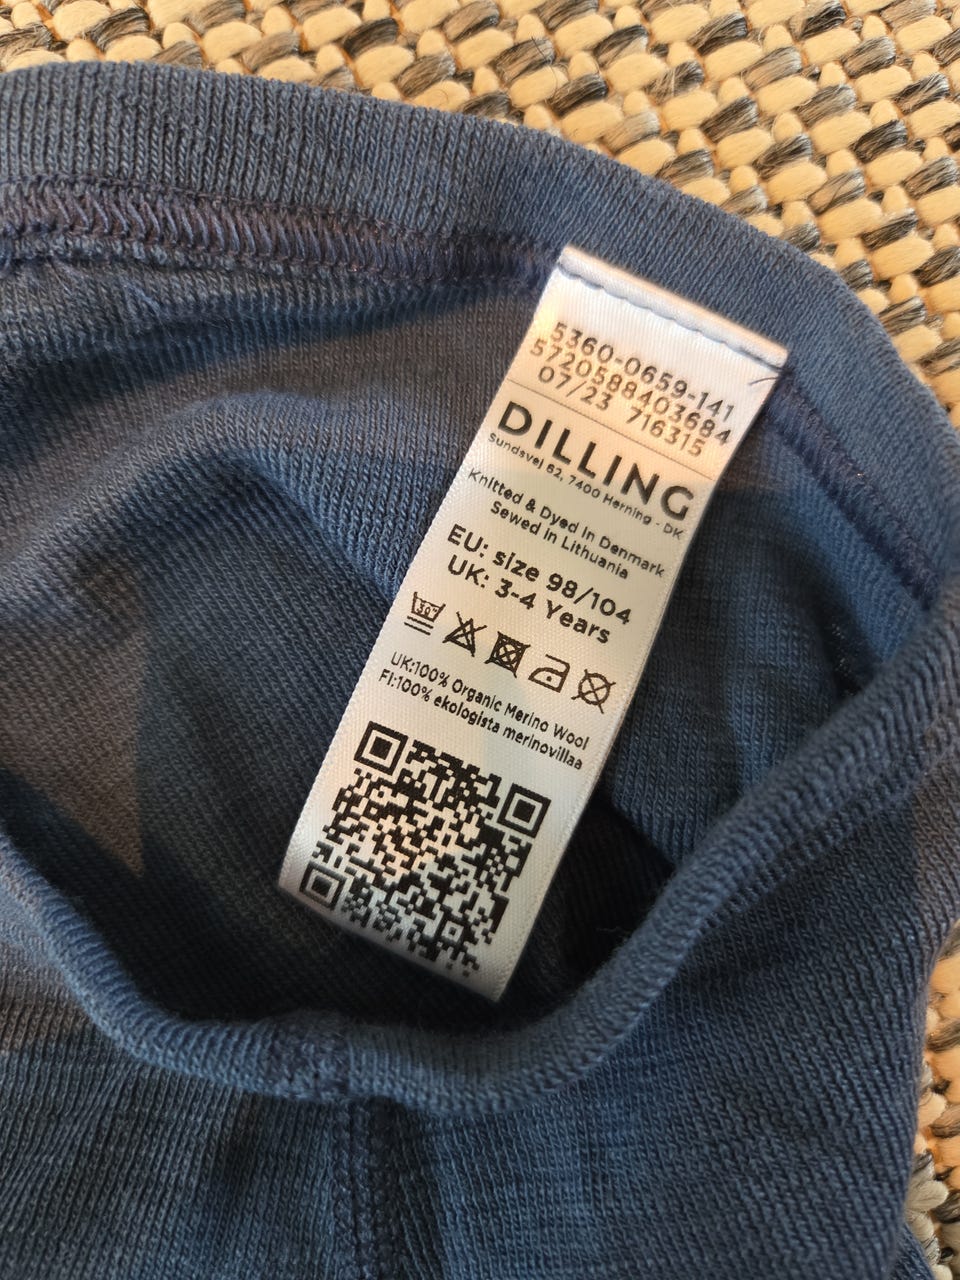 5360-0659-141
5720588403684
07/23 716315
DILLING
Sundsvej 62, 7400 Herning - DK
Knitted & Dyed in Denmark
Sewed in Lithuania
EU: size 98/104
UK: 3-4 Years
30°
UK:100% Organic Merino Wool
FI:100% ekologista merinovillaa